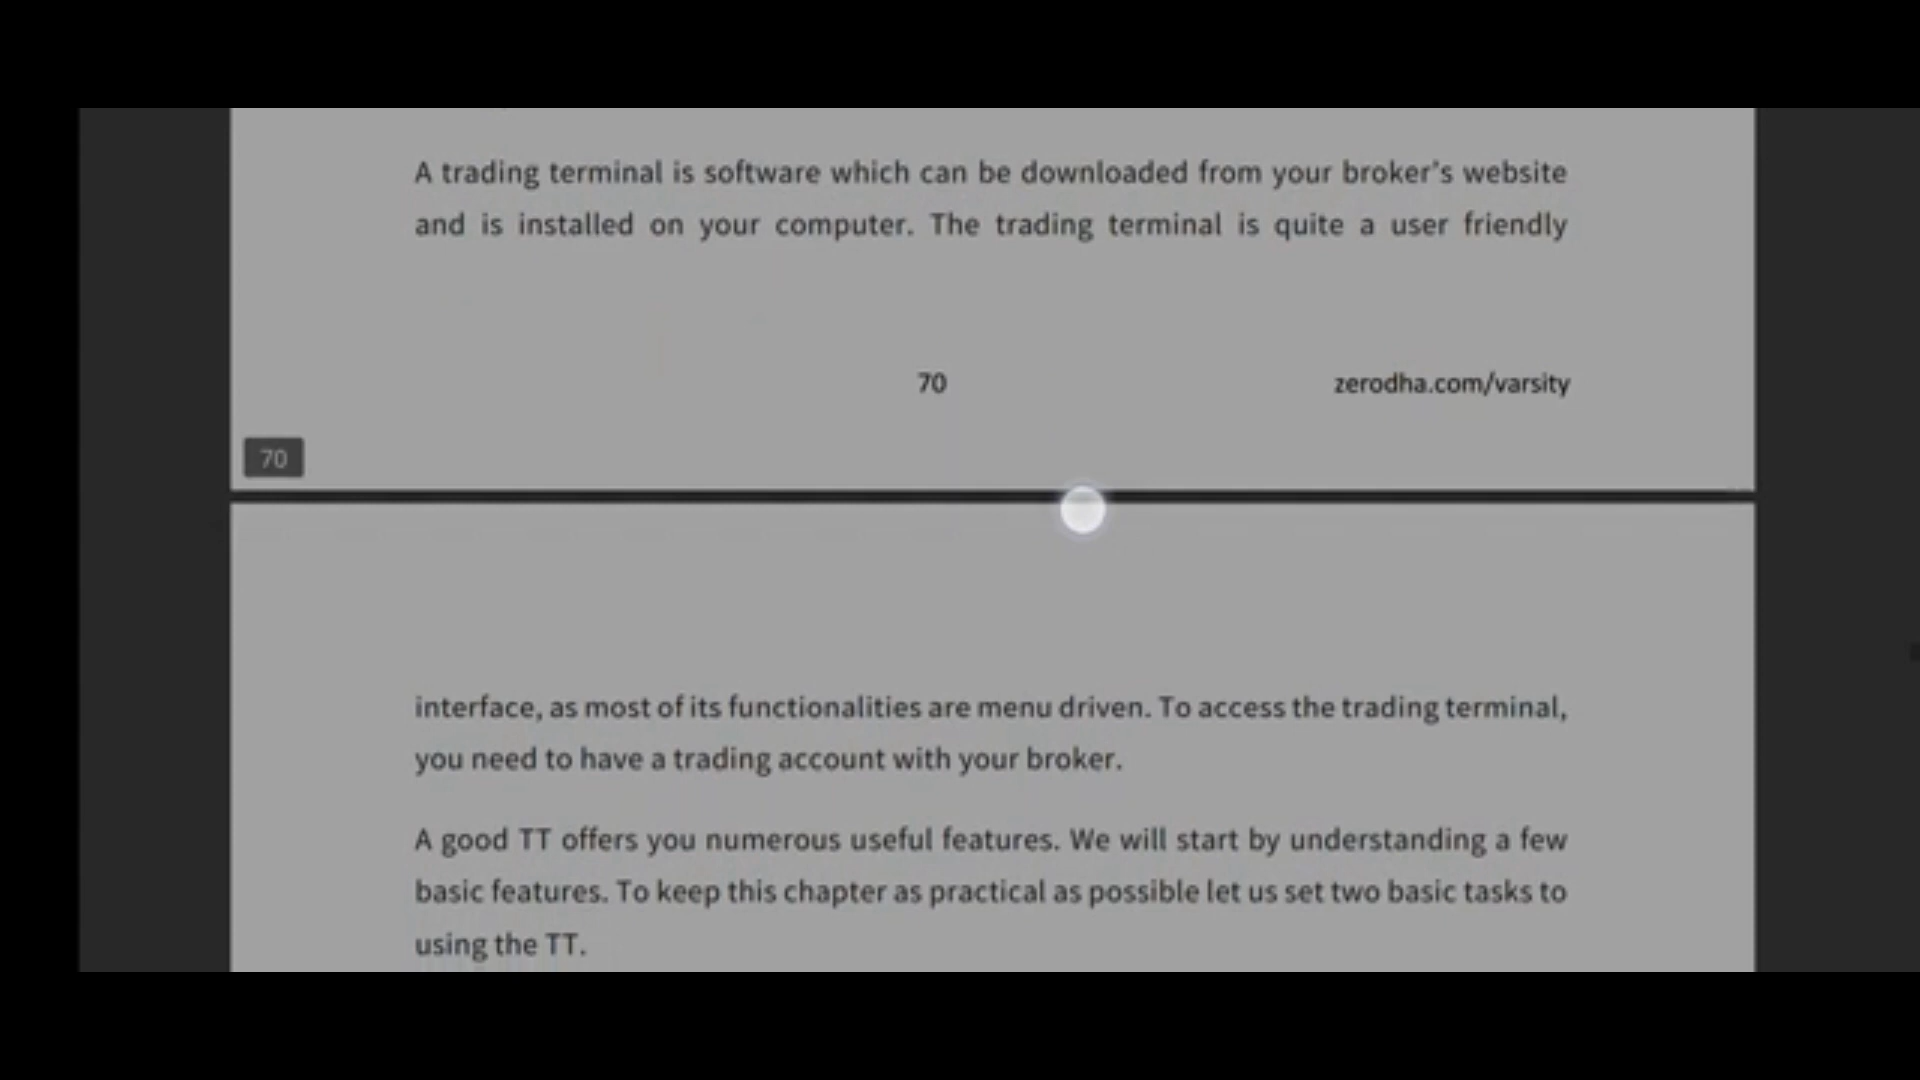 A trading terminal is software which can be downloaded from your broker's website
and is installed on your computer. The trading terminal is quite a user friendly
70 zerodha.com/varsity
70
interface, as most of its functionalities are menu driven. To access the trading terminal,
you need to have a trading account with your broker.
A good TT offers you numerous useful features. We will start by understanding a few
basic features. To keep this chapter as practical as possible let us set two basic tasks to
using the TT.